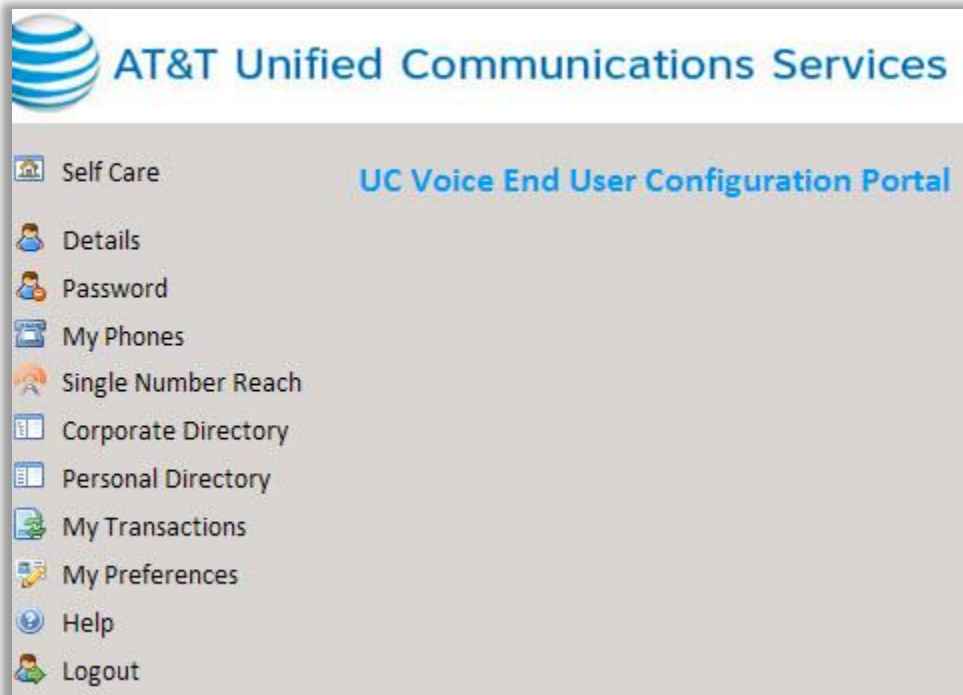 AT&T Unified Communications Services
Self Care
UC Voice End User Configuration Portal
Details
Password
My Phones
Single Number Reach
Corporate Directory
Personal Directory
My Transactions
My Preferences
Help
Logout